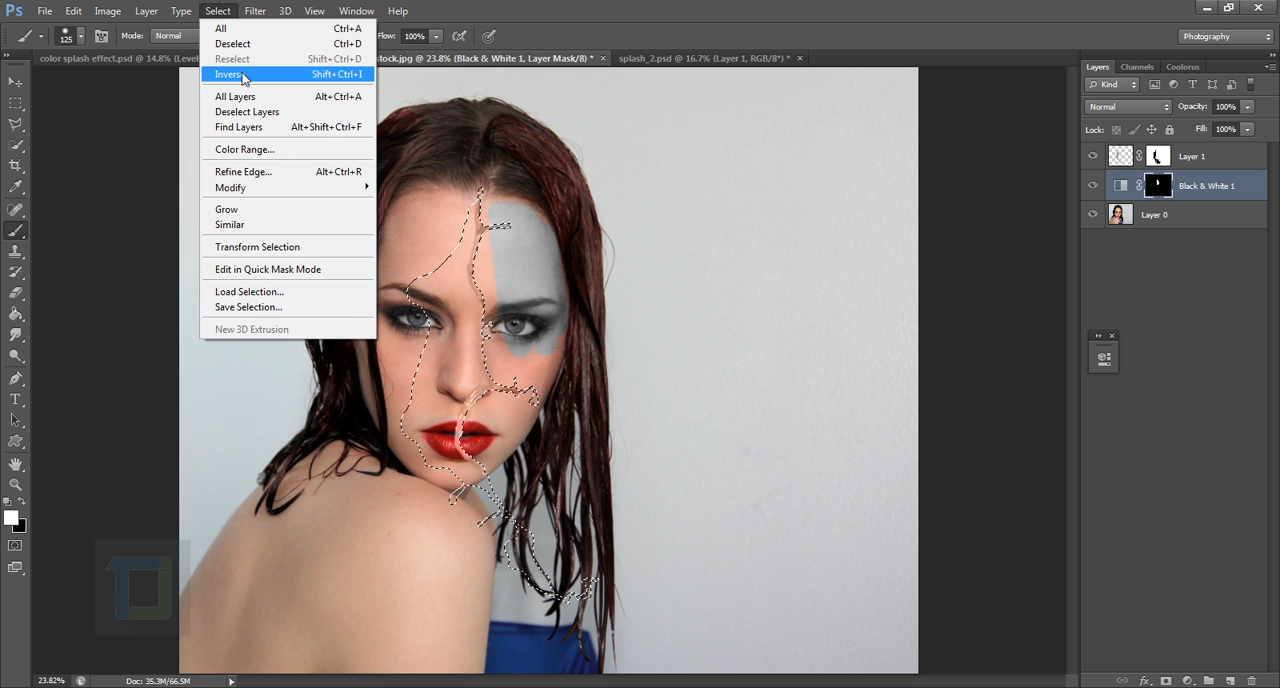 Ps File Edit Image Layer Type Select Filter 3D View Window Help
125 Mode: Normal Flow: 100% Photography
color splash effect.psd @ 14.8% (Level stock.jpg @ 23.8% (Black & White 1, Layer Mask/8) * × splash_2.psd @ 16.7% (Layer 1, RGB/8*) * ×
All Ctrl+A
Deselect Ctrl+D
Reselect Shift+Ctrl+D
Inverse Shift+Ctrl+I
All Layers Alt+Ctrl+A
Deselect Layers
Find Layers Alt+Shift+Ctrl+F
Color Range...
Refine Edge... Alt+Ctrl+R
Modify
Grow
Similar
Transform Selection
Edit in Quick Mask Mode
Load Selection...
Save Selection...
New 3D Extrusion
Layers Channels Coolorus
Kind
Normal Opacity: 100%
Lock: Fill: 100%
Layer 1
Black & White 1
Layer 0
23.82% Doc: 35.3M/66.5M